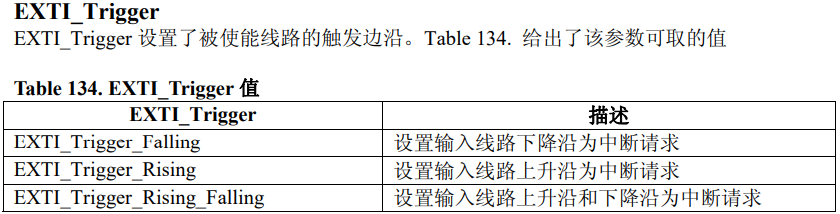 EXTI_Trigger
EXTI_Trigger 设置了被使能线路的触发边沿。Table 134. 给出了该参数可取的值
Table 134. EXTI_Trigger 值
EXTI_Trigger 描述
EXTI_Trigger_Falling 设置输入线路下降沿为中断请求
EXTI_Trigger_Rising 设置输入线路上升沿为中断请求
EXTI_Trigger_Rising_Falling 设置输入线路上升沿和下降沿为中断请求